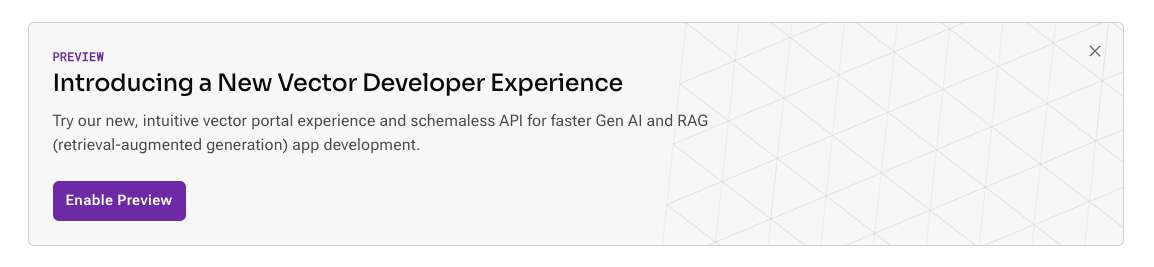 PREVIEW
Introducing a New Vector Developer Experience
Try our new, intuitive vector portal experience and schemaless API for faster Gen AI and RAG
(retrieval-augmented generation) app development.
Enable Preview